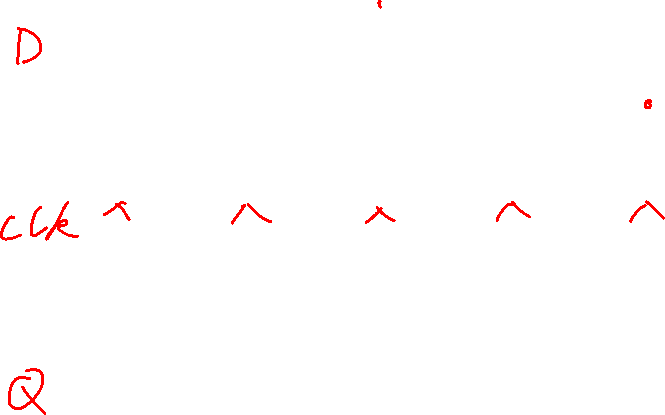 D
CLK ^ ^ ^ ^ ^
Q